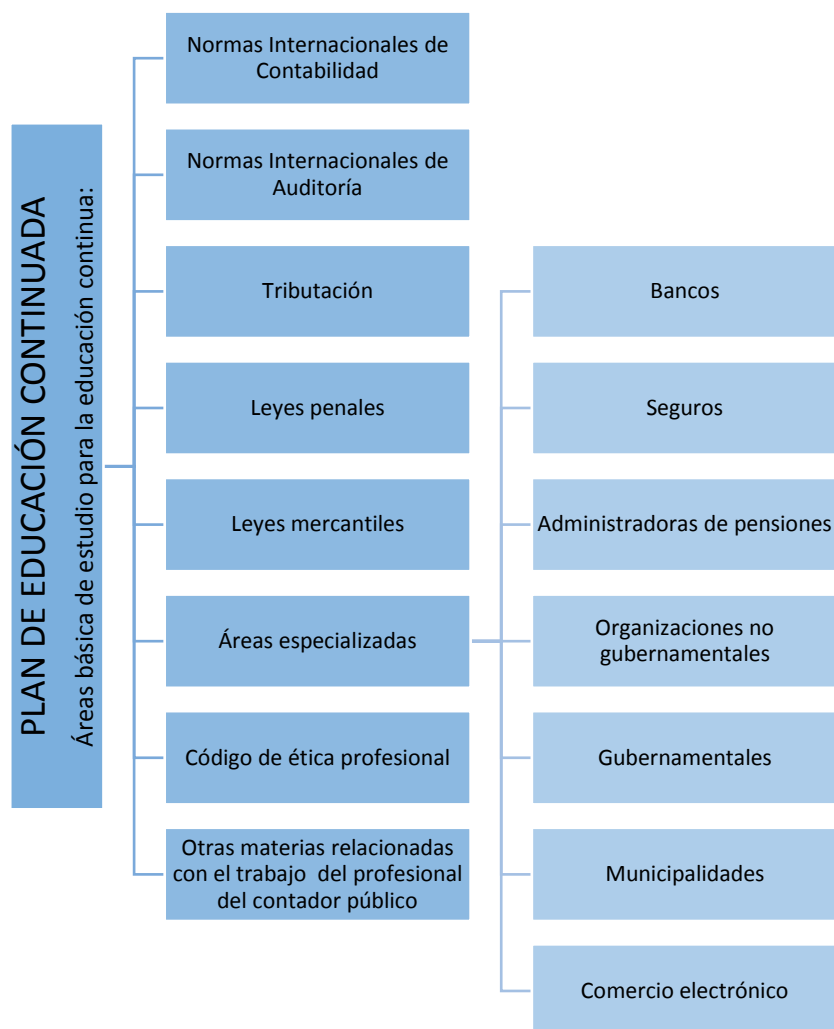 PLAN DE EDUCACIÓN CONTINUADA
Áreas básica de estudio para la educación continua:
Normas Internacionales de
Contabilidad
Normas Internacionales de
Auditoría
Tributación
Leyes penales
Leyes mercantiles
Áreas especializadas
Bancos
Seguros
Administradoras de pensiones
Organizaciones no
gubernamentales
Gubernamentales
Municipalidades
Comercio electrónico
Código de ética profesional
Otras materias relacionadas
con el trabajo  del profesional
del contador público